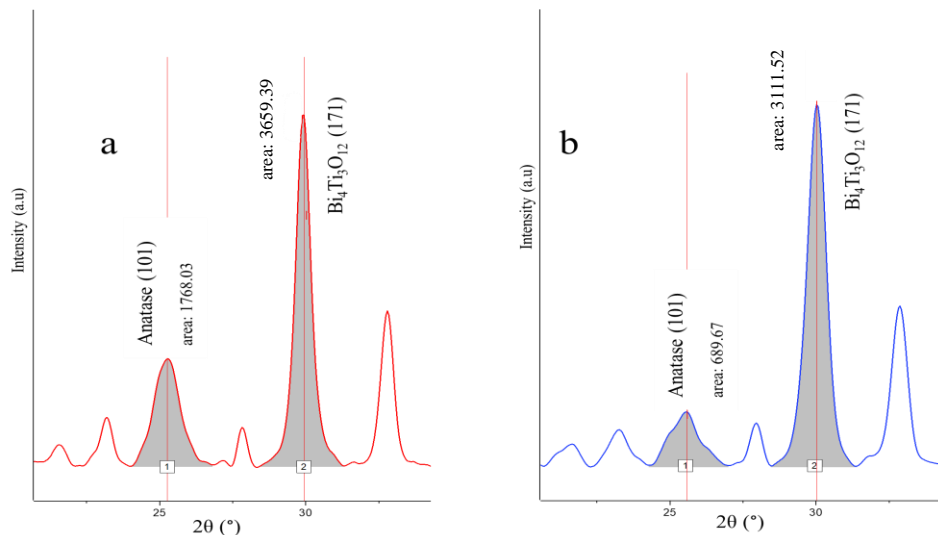 a
Intensity (a.u)
Anatase (101)
area: 1768.03
area: 3659.39
Bi₄Ti₃O₁₂ (171)
1
2
25
30
2θ (°)
b
Intensity (a.u)
Anatase (101)
area: 689.67
area: 3111.52
Bi₄Ti₃O₁₂ (171)
1
2
25
30
2θ (°)